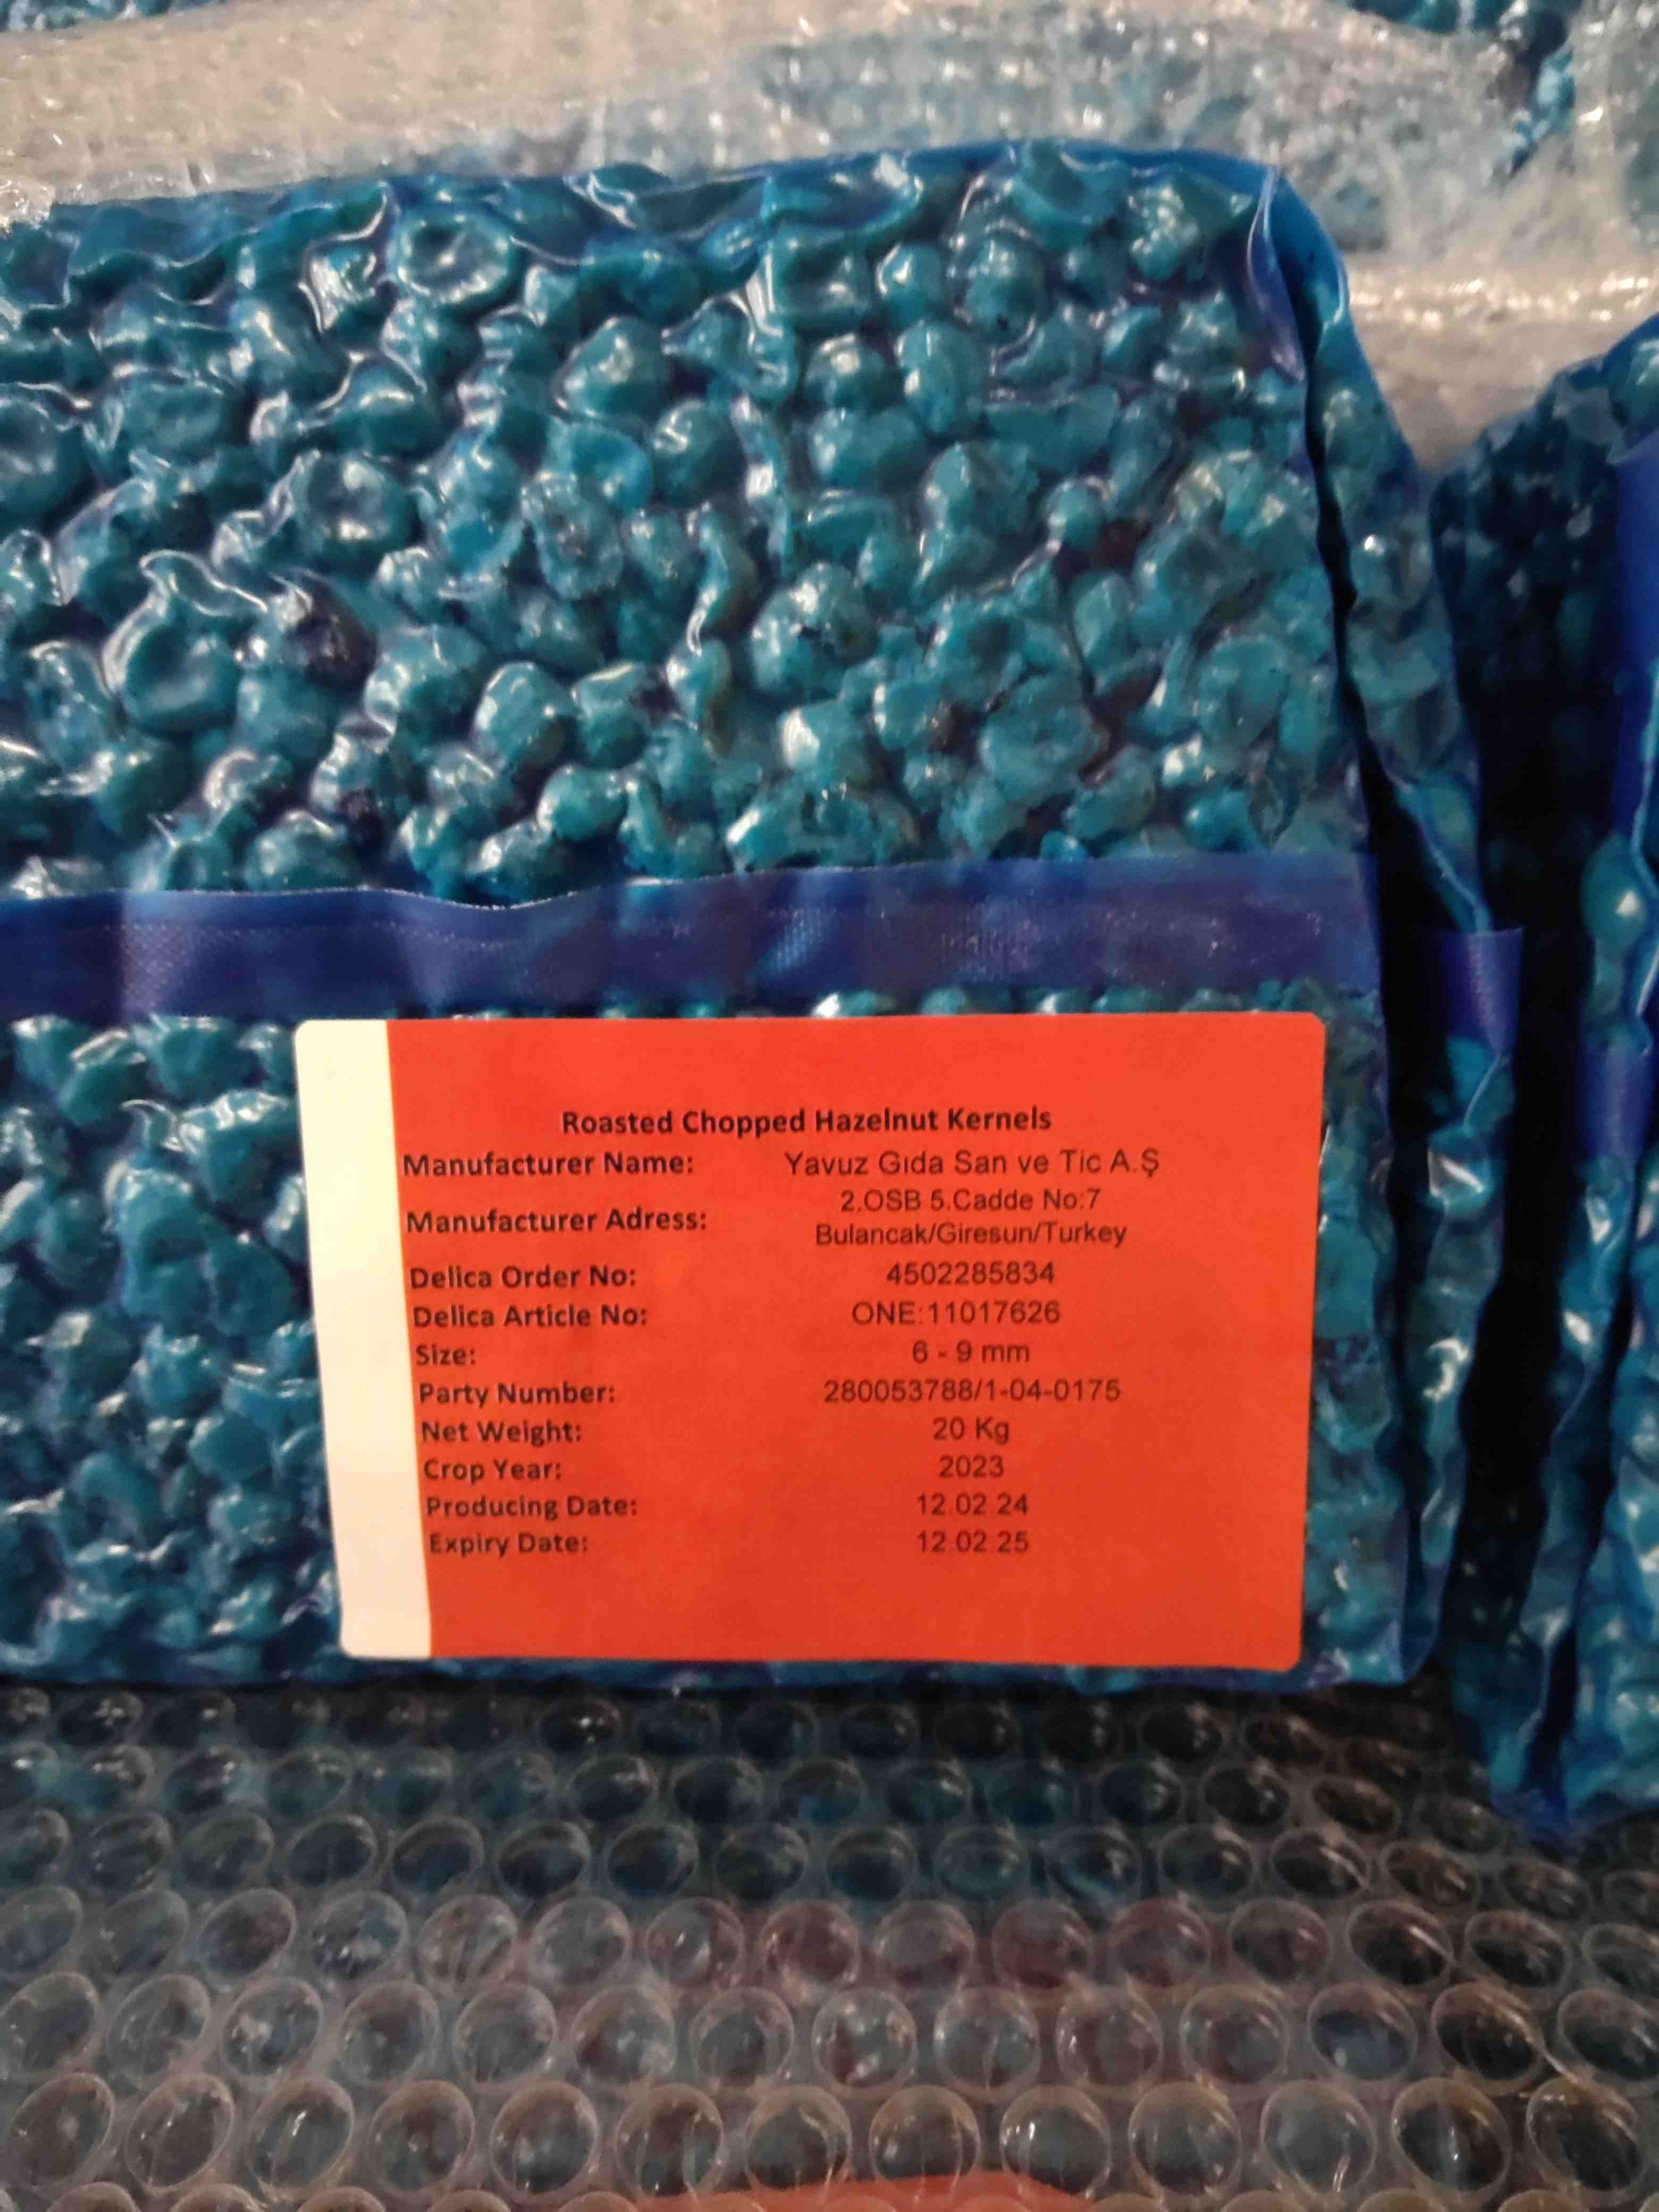 Roasted Chopped Hazelnut Kernels
Manufacturer Name: Yavuz Gıda San ve Tic A.Ş
Manufacturer Adress: 2.OSB 5.Cadde No:7
Bulancak/Giresun/Turkey
Delica Order No: 4502285834
Delica Article No: ONE:11017626
Size: 6 - 9 mm
Party Number: 280053788/1-04-0175
Net Weight: 20 Kg
Crop Year: 2023
Producing Date: 12.02.24
Expiry Date: 12.02.25